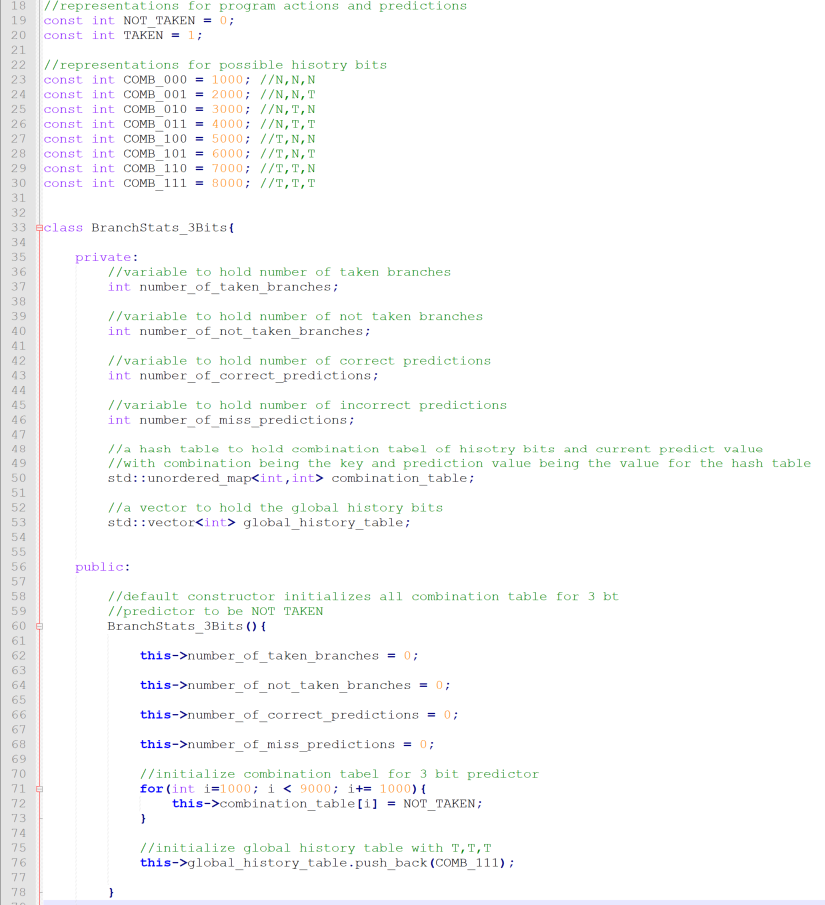 18 //representations for program actions and predictions
19 const int NOT_TAKEN = 0;
20 const int TAKEN = 1;
21
22 //representations for possible hisotry bits
23 const int COMB_000 = 1000; //N,N,N
24 const int COMB_001 = 2000; //N,N,T
25 const int COMB_010 = 3000; //N,T,N
26 const int COMB_011 = 4000; //N,T,T
27 const int COMB_100 = 5000; //T,N,N
28 const int COMB_101 = 6000; //T,N,T
29 const int COMB_110 = 7000; //T,T,N
30 const int COMB_111 = 8000; //T,T,T
31
32
33 class BranchStats_3Bits{
34
35 private:
36 //variable to hold number of taken branches
37 int number_of_taken_branches;
38
39 //variable to hold number of not taken branches
40 int number_of_not_taken_branches;
41
42 //variable to hold number of correct predictions
43 int number_of_correct_predictions;
44
45 //variable to hold number of incorrect predictions
46 int number_of_miss_predictions;
47
48 //a hash table to hold combination tabel of hisotry bits and current predict value
49 //with combination being the key and prediction value being the value for the hash table
50 std::unordered_map<int,int> combination_table;
51
52 //a vector to hold the global history bits
53 std::vector<int> global_history_table;
54
55
56 public:
57
58 //default constructor initializes all combination table for 3 bt
59 //predictor to be NOT TAKEN
60 BranchStats_3Bits(){
61
62 this->number_of_taken_branches = 0;
63
64 this->number_of_not_taken_branches = 0;
65
66 this->number_of_correct_predictions = 0;
67
68 this->number_of_miss_predictions = 0;
69
70 //initialize combination tabel for 3 bit predictor
71 for(int i=1000; i < 9000; i+= 1000){
72 this->combination_table[i] = NOT_TAKEN;
73 }
74
75 //initialize global history table with T,T,T
76 this->global_history_table.push_back(COMB_111);
77
78 }